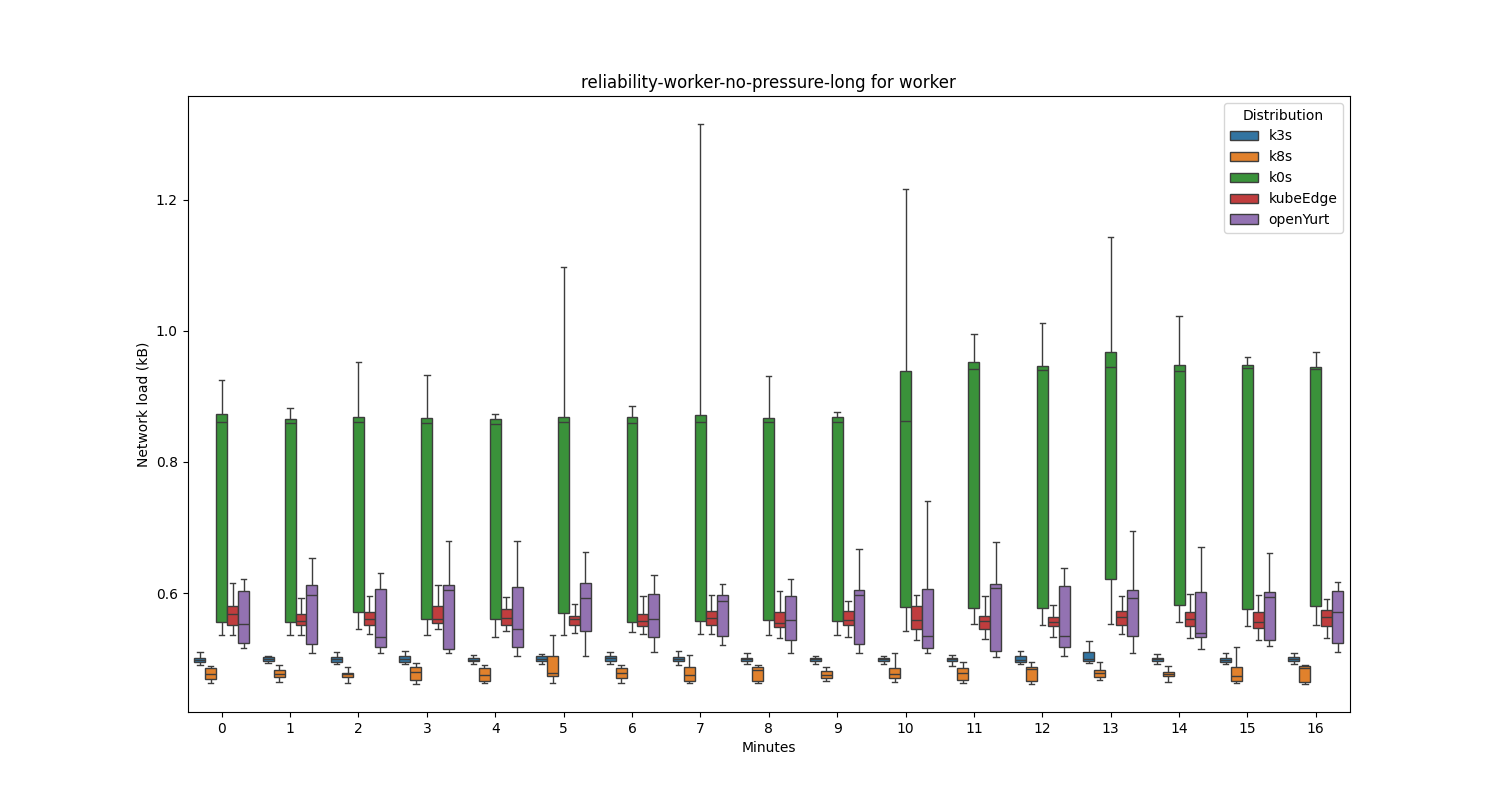 reliability-worker-no-pressure-long for worker
Distribution
k3s
k8s
k0s
kubeEdge
openYurt
Network load (kB)
1.2
1.0
0.8
0.6
0 1 2 3 4 5 6 7 8 9 10 11 12 13 14 15 16
Minutes